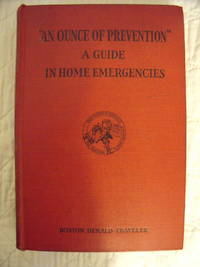 "AN OUNCE OF PREVENTION"
A GUIDE
IN HOME EMERGENCIES
BOSTON HERALD-TRAVELER